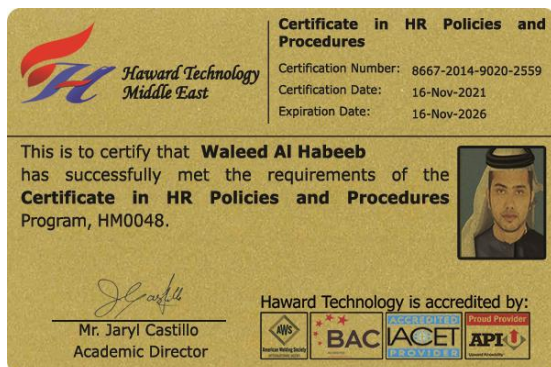 Haward Technology
Middle East
Certificate in HR Policies and
Procedures
Certification Number: 8667-2014-9020-2559
Certification Date: 16-Nov-2021
Expiration Date: 16-Nov-2026
This is to certify that Waleed Al Habeeb
has successfully met the requirements of the
Certificate in HR Policies and Procedures
Program, HM0048.
Mr. Jaryl Castillo
Academic Director
Haward Technology is accredited by:
AWS
American Welding Society
BAC
ACCREDITED
IACET
PROVIDER
Proud Provider
API U